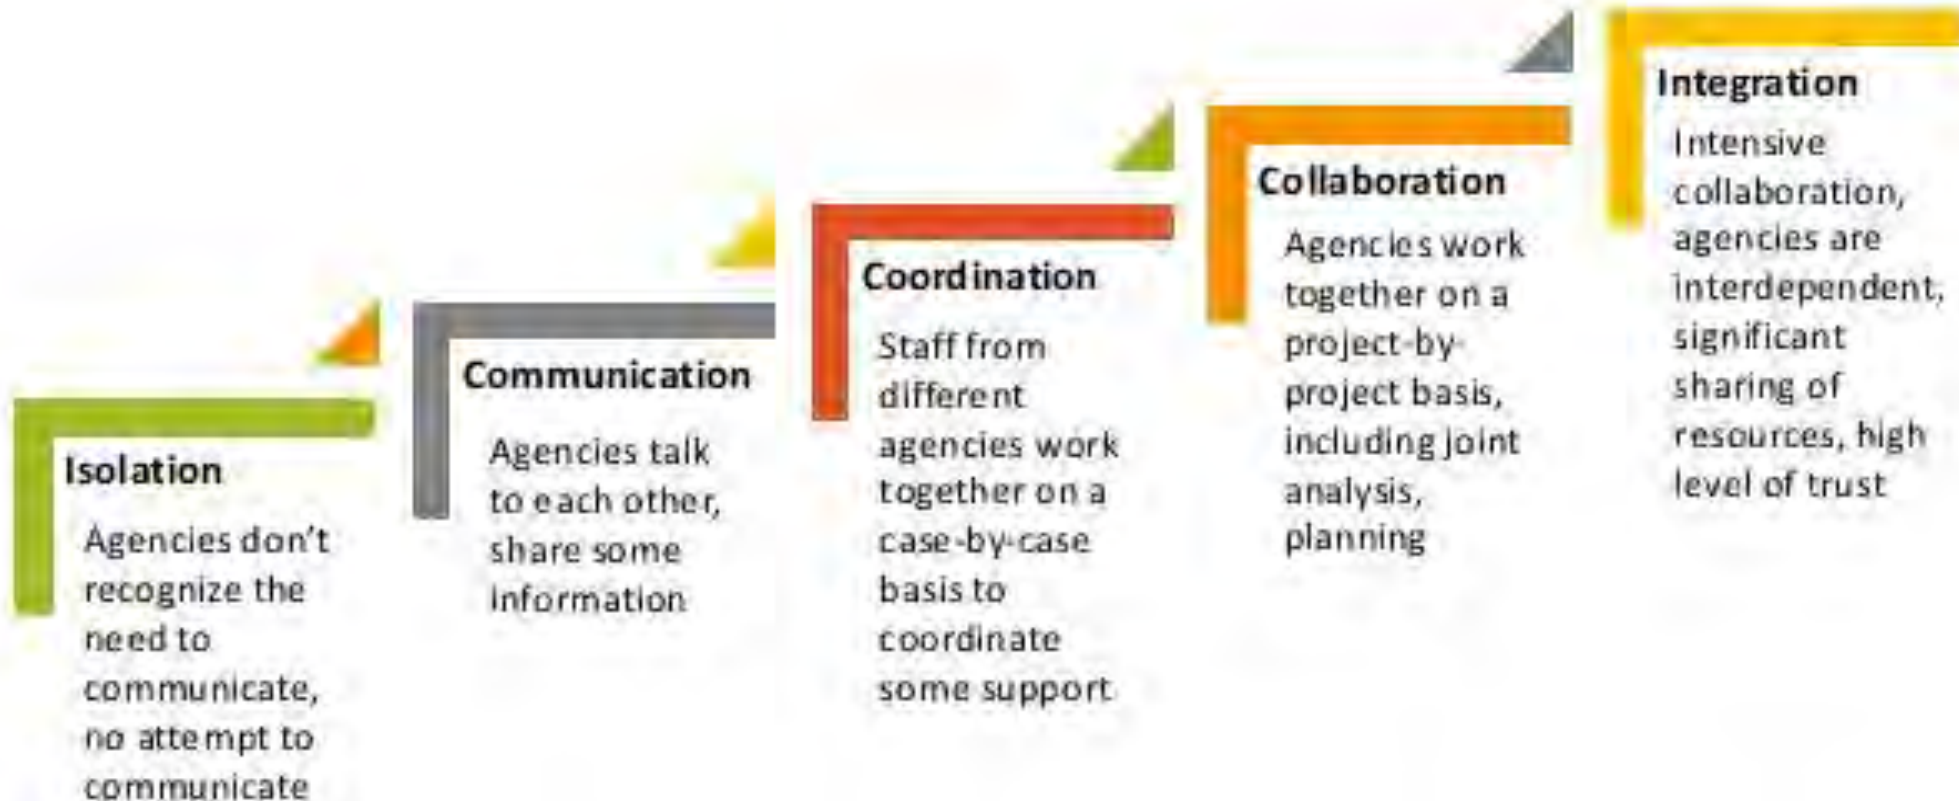 Isolation
Agencies don't
recognize the
need to
communicate,
no attempt to
communicate
Communication
Agencies talk
to each other,
share some
information
Coordination
Staff from
different
agencies work
together on a
case-by-case
basis to
coordinate
some support
Collaboration
Agencies work
together on a
project-by-
project basis,
including joint
analysis,
planning
Integration
Intensive
collaboration,
agencies are
interdependent,
significant
sharing of
resources, high
level of trust